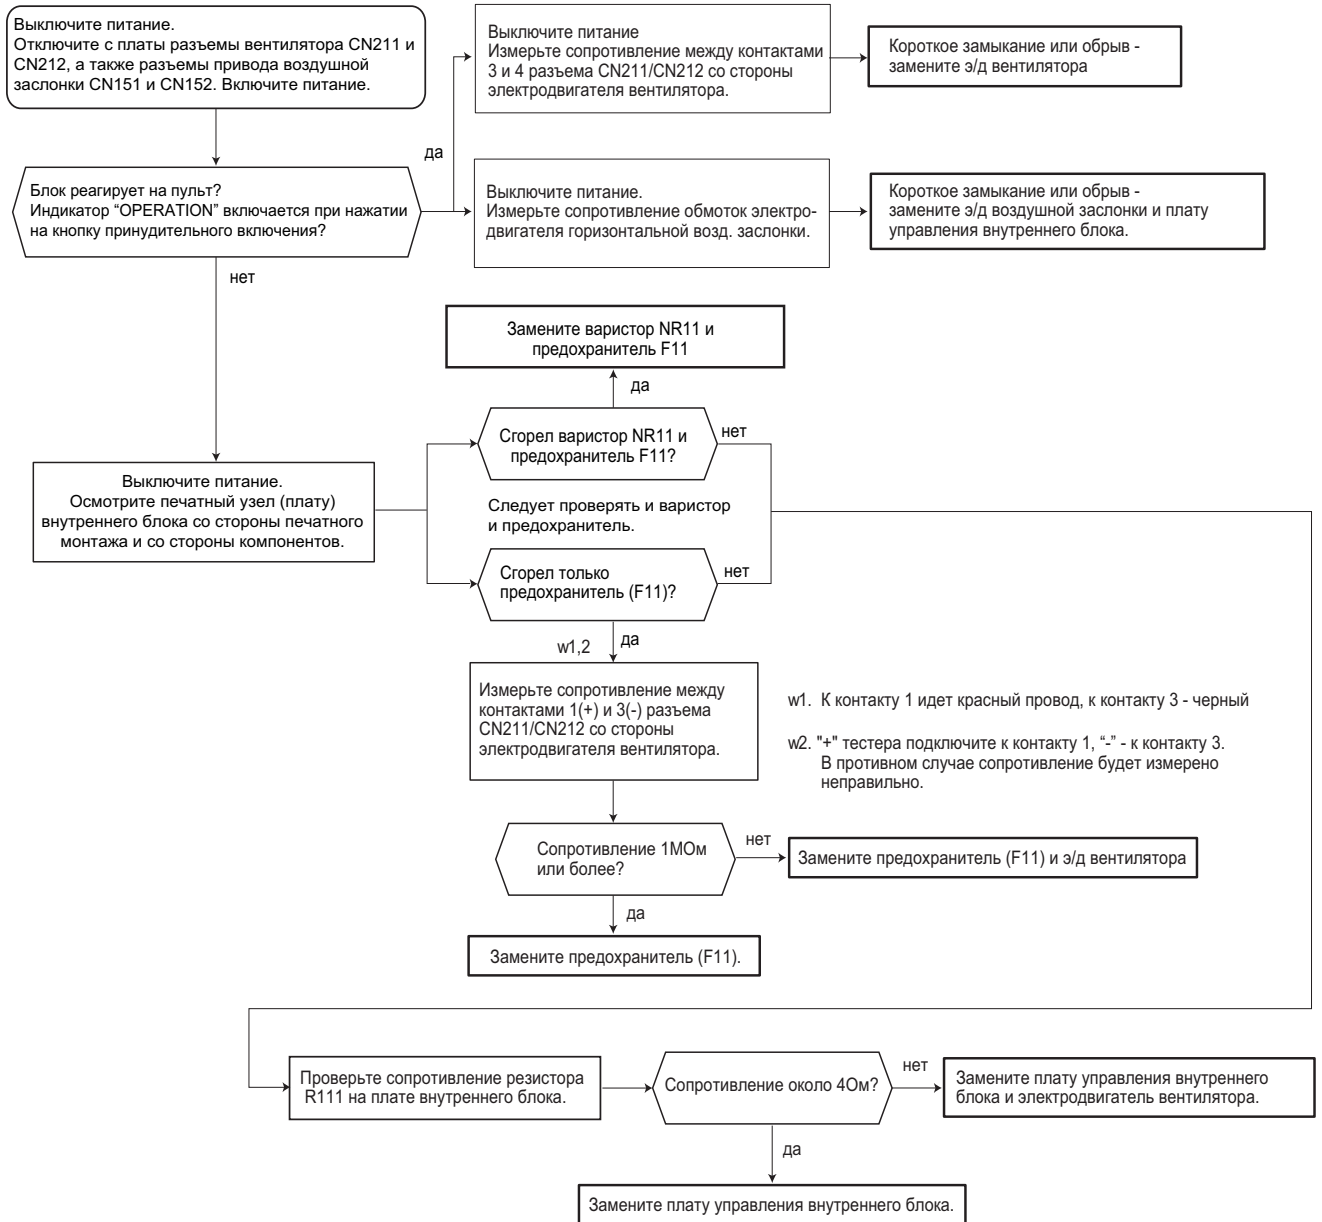 Выключите питание.
Отключите с платы разъемы вентилятора CN211 и
CN212, а также разъемы привода воздушной
заслонки CN151 и CN152. Включите питание.
Выключите питание
Измерьте сопротивление между контактами
3 и 4 разъема CN211/CN212 со стороны
электродвигателя вентилятора.
Короткое замыкание или обрыв -
замените э/д вентилятора
да
Блок реагирует на пульт?
Индикатор “OPERATION” включается при нажатии
на кнопку принудительного включения?
Выключите питание.
Измерьте сопротивление обмоток электро-
двигателя горизонтальной возд. заслонки.
Короткое замыкание или обрыв -
замените э/д воздушной заслонки и плату
управления внутреннего блока.
нет
Замените варистор NR11 и
предохранитель F11
да
Сгорел варистор NR11 и
предохранитель F11?
нет
Выключите питание.
Осмотрите печатный узел (плату)
внутреннего блока со стороны печатного
монтажа и со стороны компонентов.
Следует проверять и варистор
и предохранитель.
Сгорел только
предохранитель (F11)?
нет
w1,2
да
Измерьте сопротивление между
контактами 1(+) и 3(-) разъема
CN211/CN212 со стороны
электродвигателя вентилятора.
w1. К контакту 1 идет красный провод, к контакту 3 - черный
w2. "+" тестера подключите к контакту 1, “-” - к контакту 3.
В противном случае сопротивление будет измерено
неправильно.
Сопротивление 1МОм
или более?
нет
Замените предохранитель (F11) и э/д вентилятора
да
Замените предохранитель (F11).
Проверьте сопротивление резистора
R111 на плате внутреннего блока.
Сопротивление около 4Ом?
нет
Замените плату управления внутреннего
блока и электродвигатель вентилятора.
да
Замените плату управления внутреннего блока.